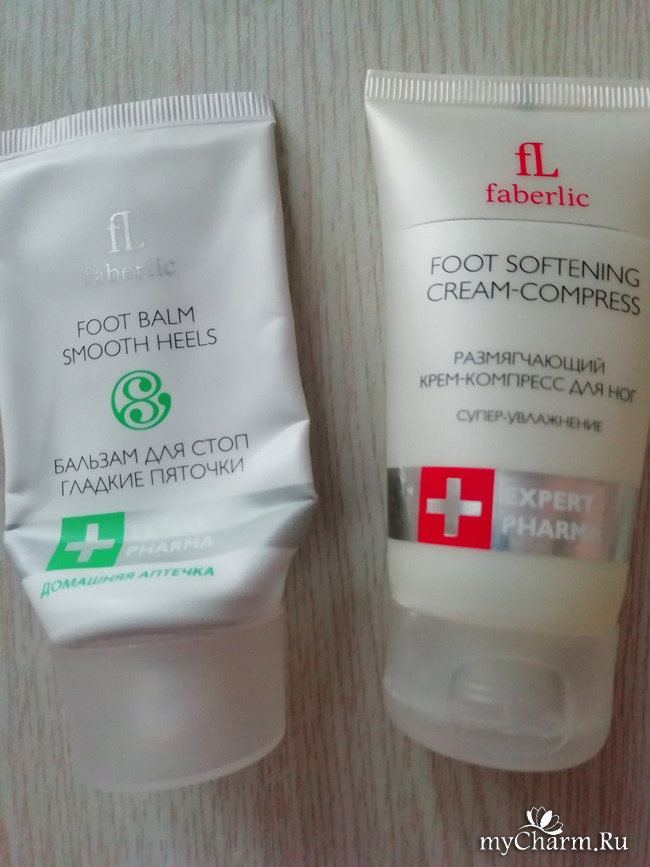 fL
faberlic
FOOT BALM
SMOOTH HEELS
БАЛЬЗАМ ДЛЯ СТОП
ГЛАДКИЕ ПЯТОЧКИ
EXPERT
PHARMA
ДОМАШНЯЯ АПТЕЧКА
fL
faberlic
FOOT SOFTENING
CREAM-COMPRESS
РАЗМЯГЧАЮЩИЙ
КРЕМ-КОМПРЕСС ДЛЯ НОГ
СУПЕР-УВЛАЖНЕНИЕ
EXPERT
PHARMA
myCharm.Ru